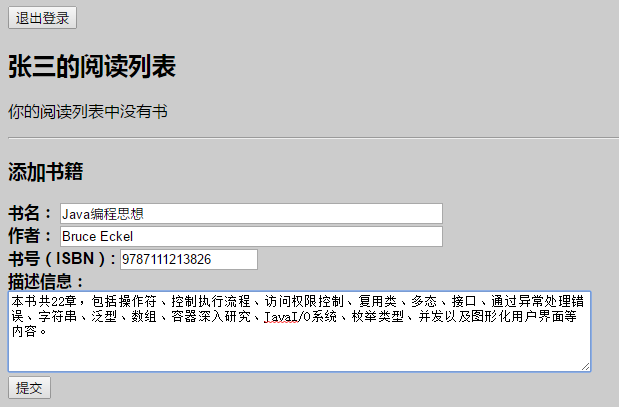 退出登录
张三的阅读列表
你的阅读列表中没有书
添加书籍
书名： Java编程思想
作者： Bruce Eckel
书号（ISBN）: 9787111213826
描述信息：
本书共22章，包括操作符、控制执行流程、访问权限控制、复用类、多态、接口、通过异常处理错
误、字符串、泛型、数组、容器深入研究、JavaI/O系统、枚举类型、并发以及图形化用户界面等
内容。
提交